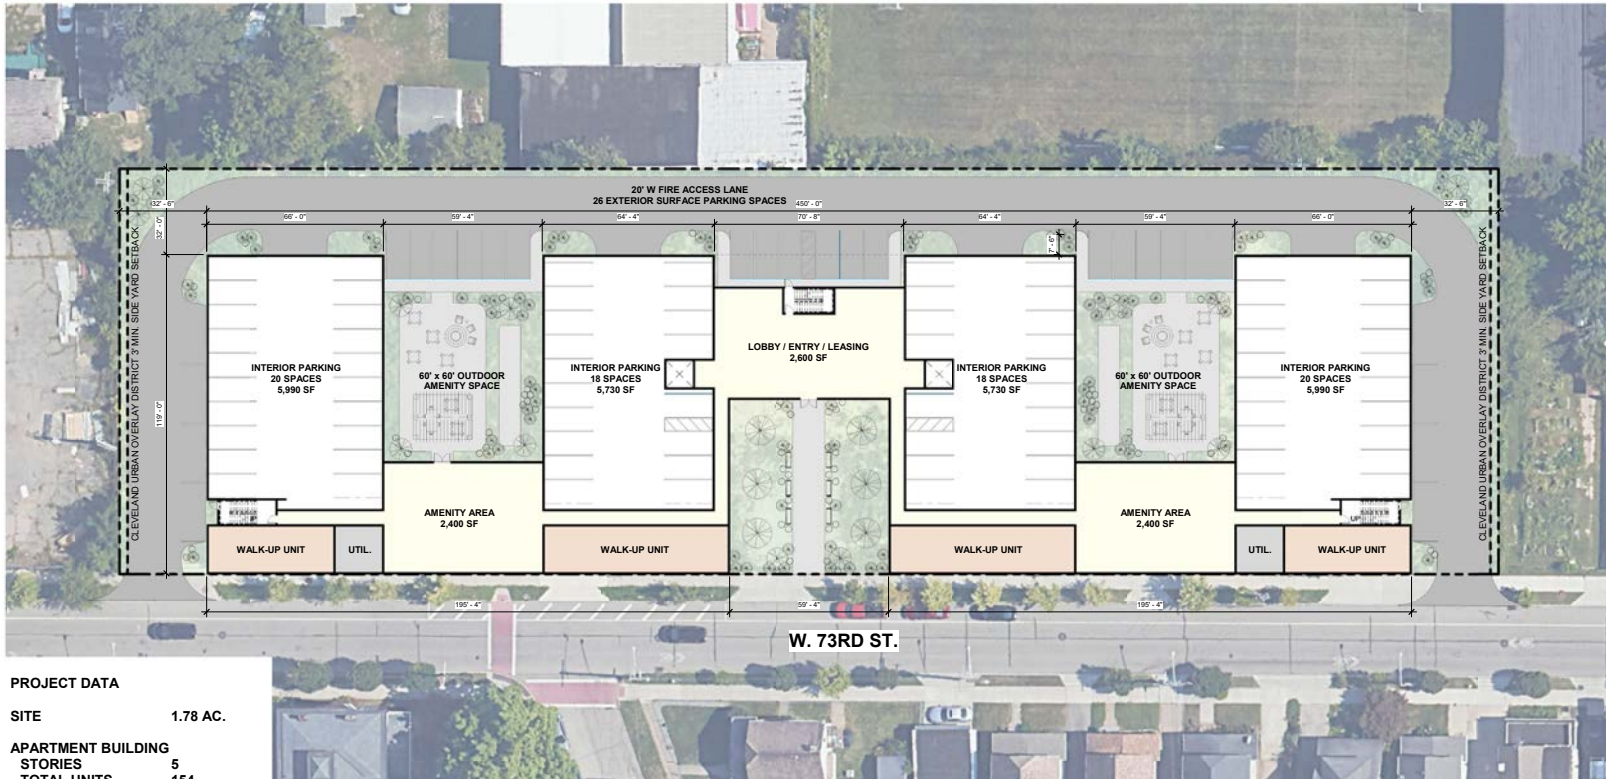 20' W FIRE ACCESS LANE
26 EXTERIOR SURFACE PARKING SPACES
450' - 0"
32' - 6"
32' - 6"
66' - 0"
59' - 4"
64' - 4"
70' - 8"
64' - 4"
59' - 4"
66' - 0"
32' - 0"
7' - 6"
119' - 0"
CLEVELAND URBAN OVERLAY DISTRICT 3' MIN. SIDE YARD SETBACK
INTERIOR PARKING
20 SPACES
5,990 SF
60' x 60' OUTDOOR
AMENITY SPACE
INTERIOR PARKING
18 SPACES
5,730 SF
LOBBY / ENTRY / LEASING
2,600 SF
INTERIOR PARKING
18 SPACES
5,730 SF
60' x 60' OUTDOOR
AMENITY SPACE
INTERIOR PARKING
20 SPACES
5,990 SF
CLEVELAND URBAN OVERLAY DISTRICT 3' MIN. SIDE YARD SETBACK
AMENITY AREA
2,400 SF
AMENITY AREA
2,400 SF
UP
WALK-UP UNIT
UTIL.
WALK-UP UNIT
WALK-UP UNIT
UTIL.
WALK-UP UNIT
195' - 4"
59' - 4"
195' - 4"
W. 73RD ST.
PROJECT DATA
SITE 1.78 AC.
APARTMENT BUILDING
STORIES 5
TOTAL UNITS 154